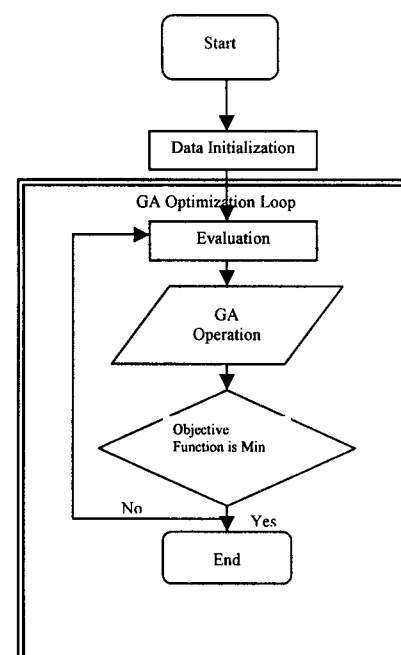 Start
Data Initialization
GA Optimization Loop
Evaluation
GA
Operation
Objective
Function is Min
No
Yes
End